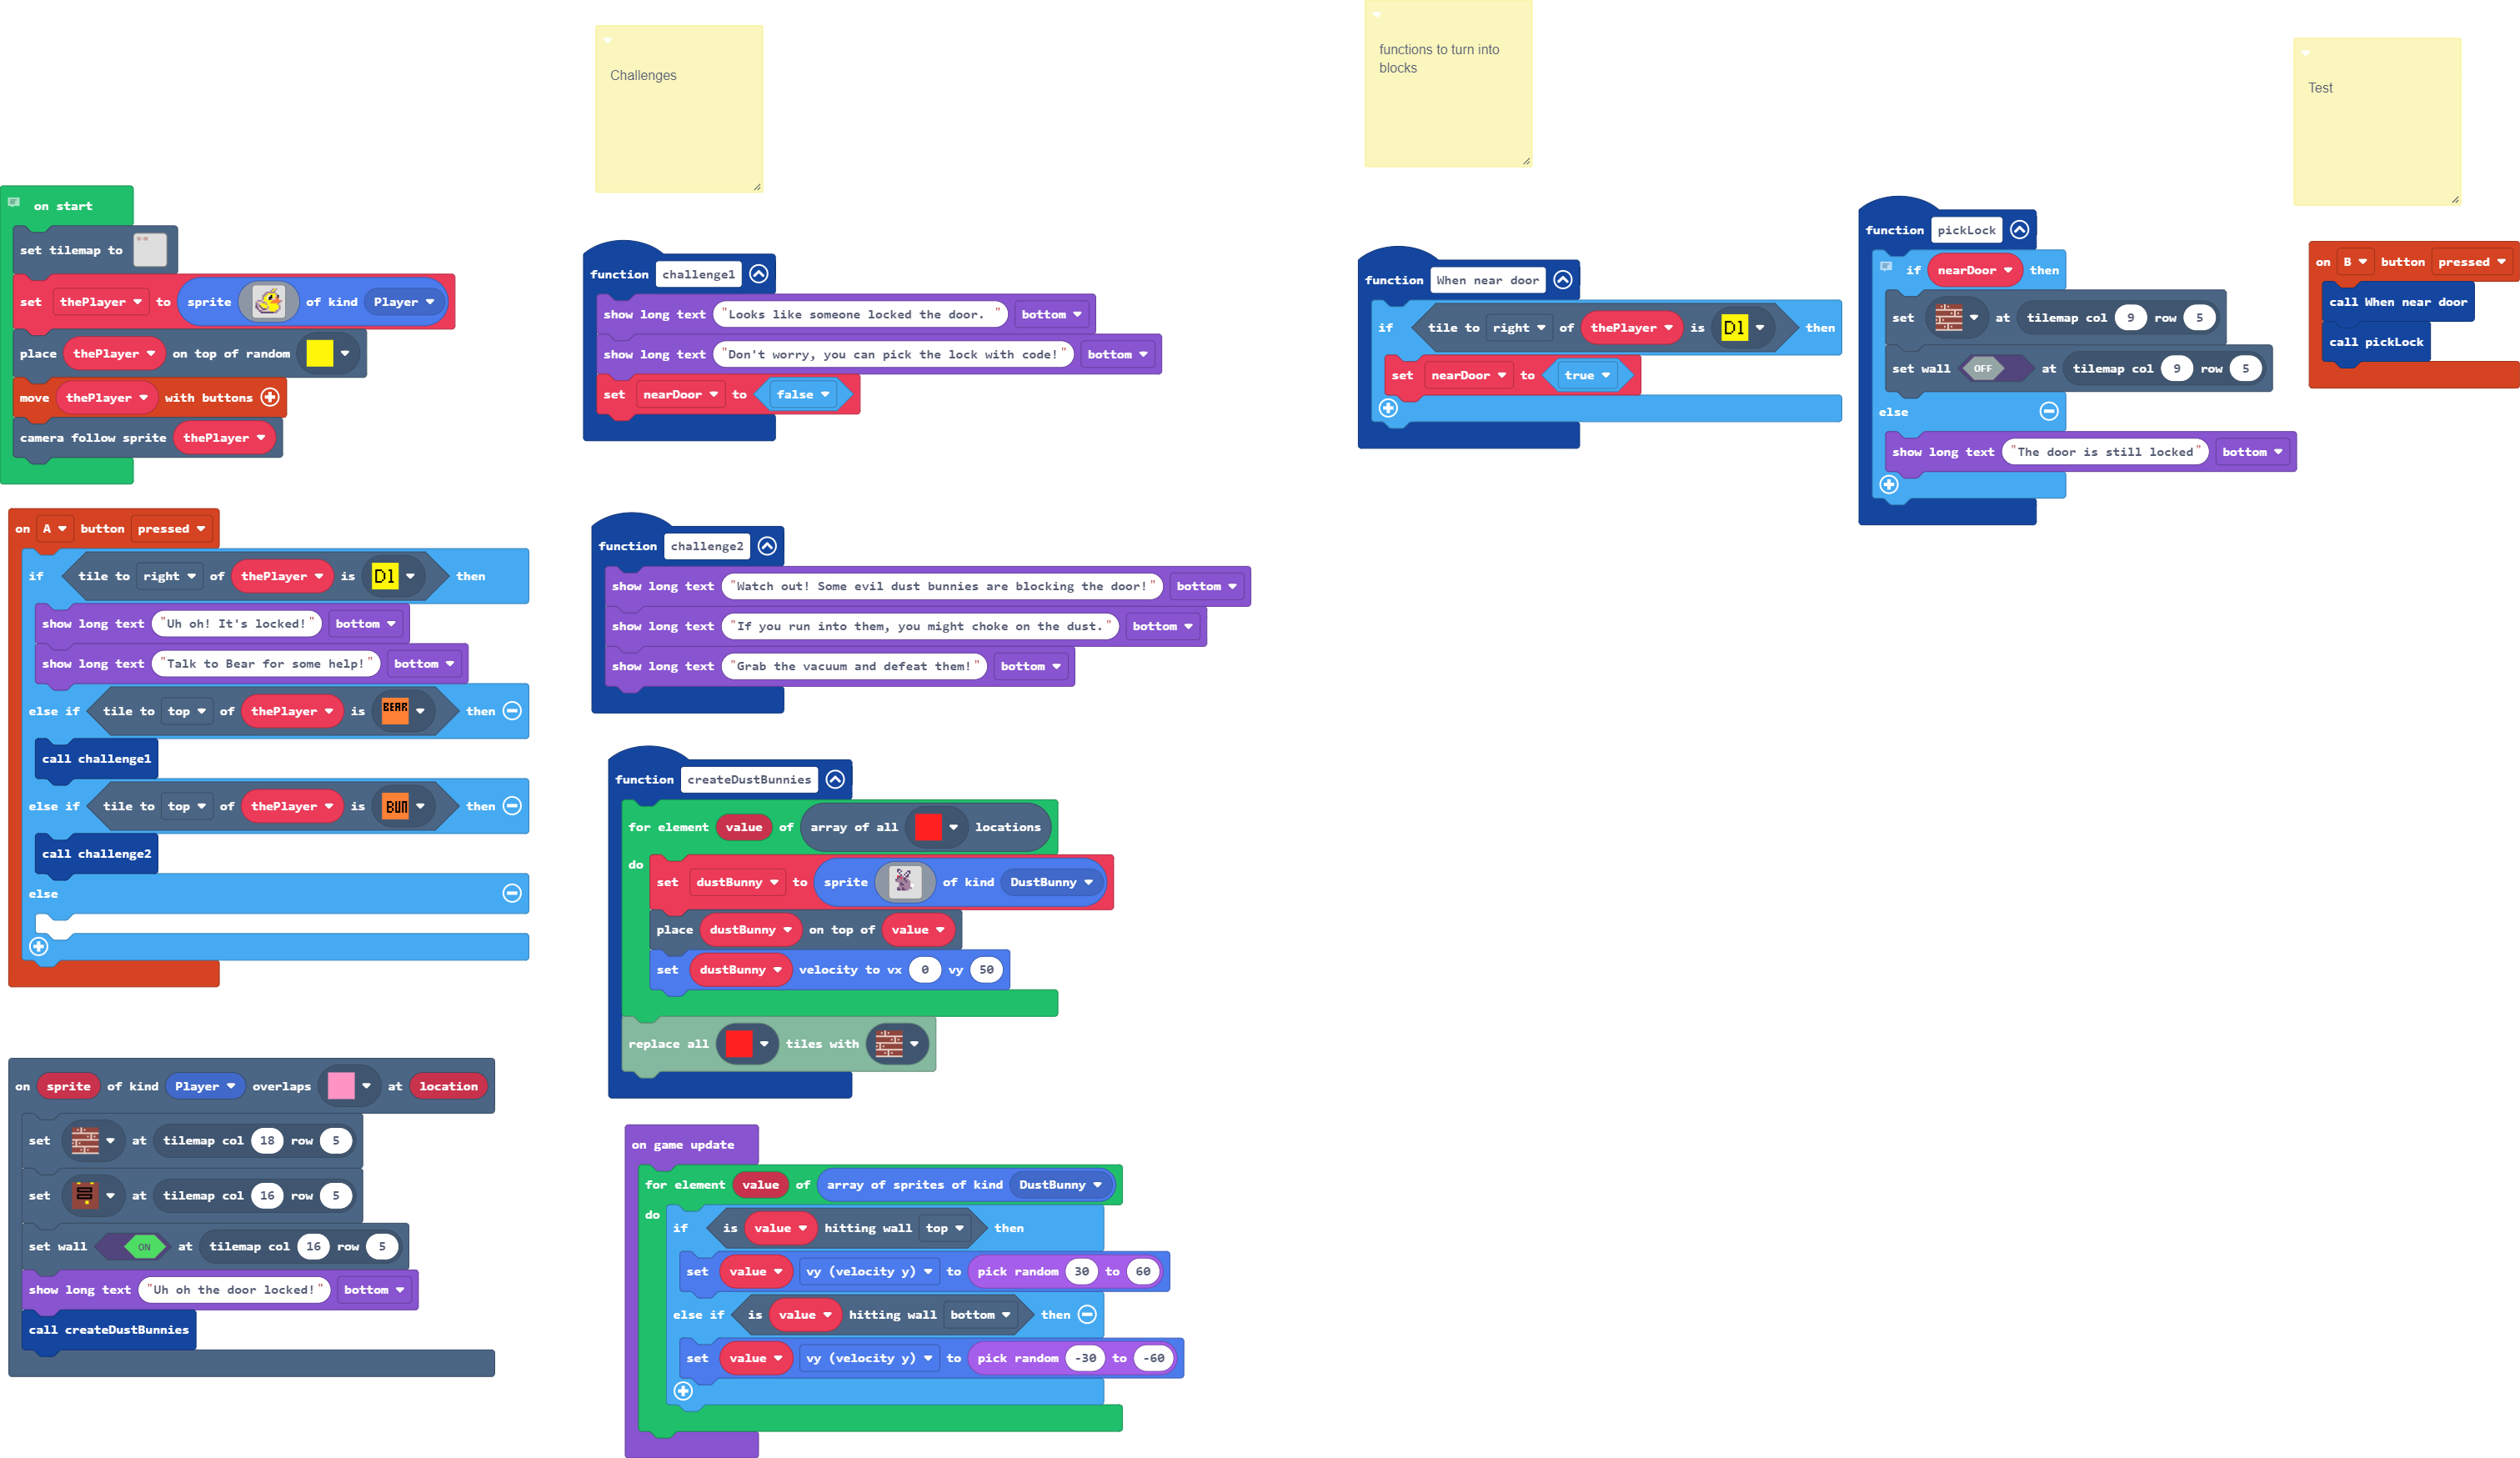 Challenges
functions to turn into
blocks
Test
on start
set tilemap to
set thePlayer to sprite of kind Player
place thePlayer on top of random
move thePlayer with buttons
camera follow sprite thePlayer
on A button pressed
if tile to right of thePlayer is D1 then
show long text "Uh oh! It's locked!" bottom
show long text "Talk to Bear for some help!" bottom
else if tile to top of thePlayer is BEAR then
call challenge1
else if tile to top of thePlayer is BUN then
call challenge2
else
on sprite of kind Player overlaps at location
set at tilemap col 18 row 5
set at tilemap col 16 row 5
set wall ON at tilemap col 16 row 5
show long text "Uh oh the door locked!" bottom
call createDustBunnies
function challenge1
show long text "Looks like someone locked the door. " bottom
show long text "Don't worry, you can pick the lock with code!" bottom
set nearDoor to false
function challenge2
show long text "Watch out! Some evil dust bunnies are blocking the door!" bottom
show long text "If you run into them, you might choke on the dust." bottom
show long text "Grab the vacuum and defeat them!" bottom
function createDustBunnies
for element value of array of all locations
do
set dustBunny to sprite of kind DustBunny
place dustBunny on top of value
set dustBunny velocity to vx 0 vy 50
replace all tiles with
on game update
for element value of array of sprites of kind DustBunny
do
if is value hitting wall top then
set value vy (velocity y) to pick random 30 to 60
else if is value hitting wall bottom then
set value vy (velocity y) to pick random -30 to -60
function When near door
if tile to right of thePlayer is D1 then
set nearDoor to true
function pickLock
if nearDoor then
set at tilemap col 9 row 5
set wall OFF at tilemap col 9 row 5
else
show long text "The door is still locked" bottom
on B button pressed
call When near door
call pickLock